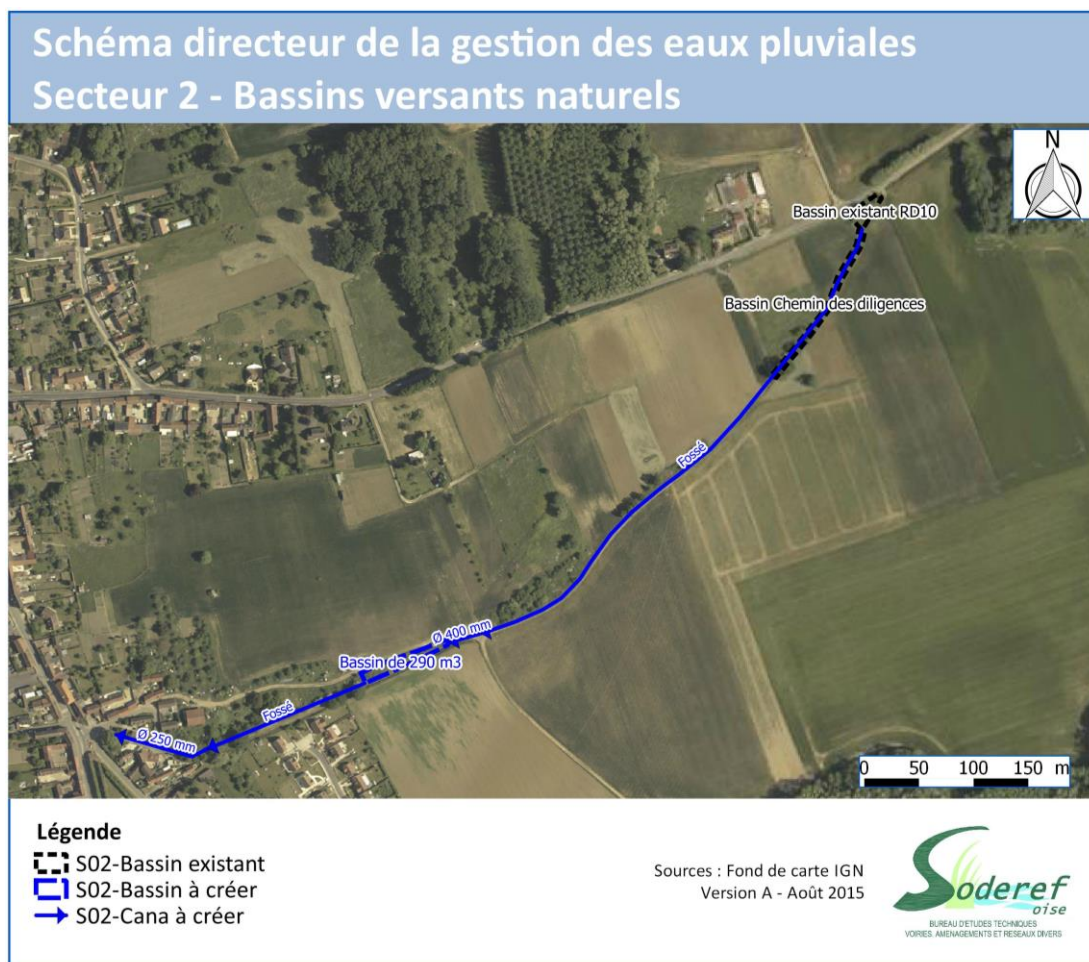 Schéma directeur de la gestion des eaux pluviales
Secteur 2 - Bassins versants naturels
N
Bassin existant RD10
Bassin Chemin des diligences
Fossé
Ø 400 mm
Bassin de 290 m3
Fossé
Ø 250 mm
0 50 100 150 m
Légende
S02-Bassin existant
S02-Bassin à créer
S02-Cana à créer
Sources : Fond de carte IGN
Version A - Août 2015
Soderef
oise
BUREAU D'ETUDES TECHNIQUES
VOIRIES, AMENAGEMENTS ET RESEAUX DIVERS